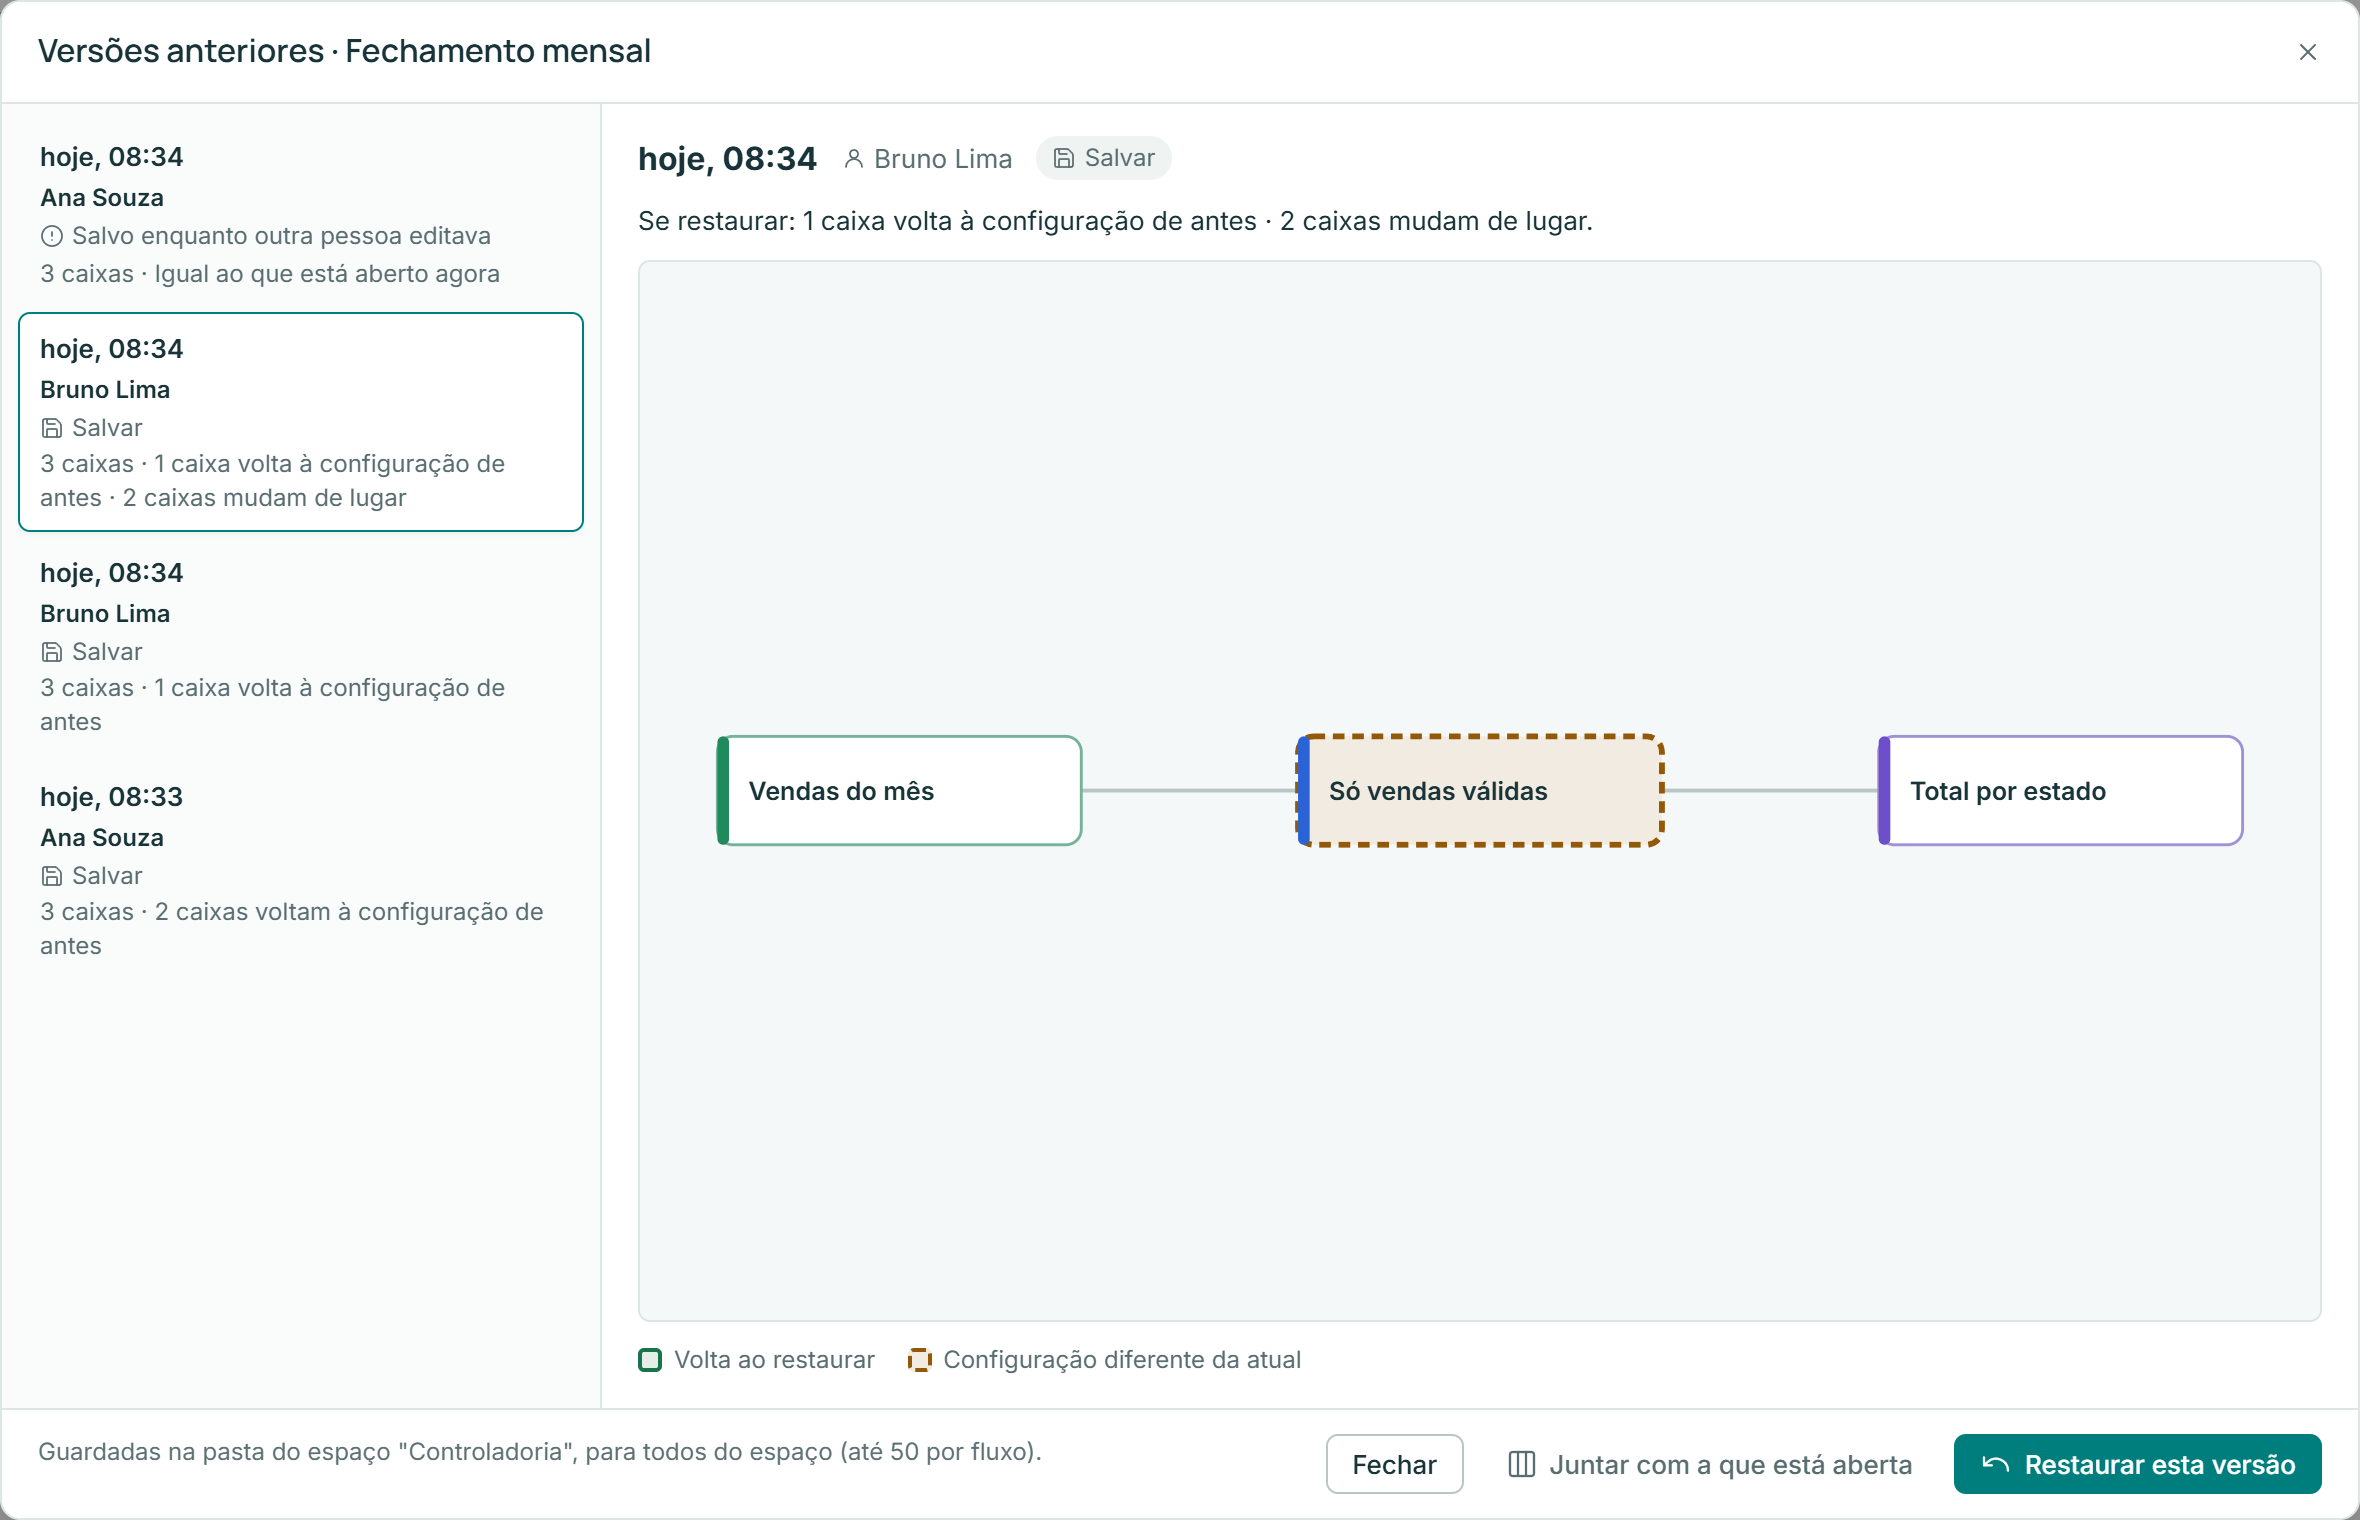 Versões anteriores · Fechamento mensal
hoje, 08:34
Ana Souza
Salvo enquanto outra pessoa editava
3 caixas · Igual ao que está aberto agora
hoje, 08:34
Bruno Lima
Salvar
3 caixas · 1 caixa volta à configuração de
antes · 2 caixas mudam de lugar
hoje, 08:34
Bruno Lima
Salvar
3 caixas · 1 caixa volta à configuração de
antes
hoje, 08:33
Ana Souza
Salvar
3 caixas · 2 caixas voltam à configuração de
antes
hoje, 08:34 Bruno Lima Salvar
Se restaurar: 1 caixa volta à configuração de antes · 2 caixas mudam de lugar.
Vendas do mês
Só vendas válidas
Total por estado
Volta ao restaurar Configuração diferente da atual
Guardadas na pasta do espaço "Controladoria", para todos do espaço (até 50 por fluxo).
Fechar
Juntar com a que está aberta
Restaurar esta versão